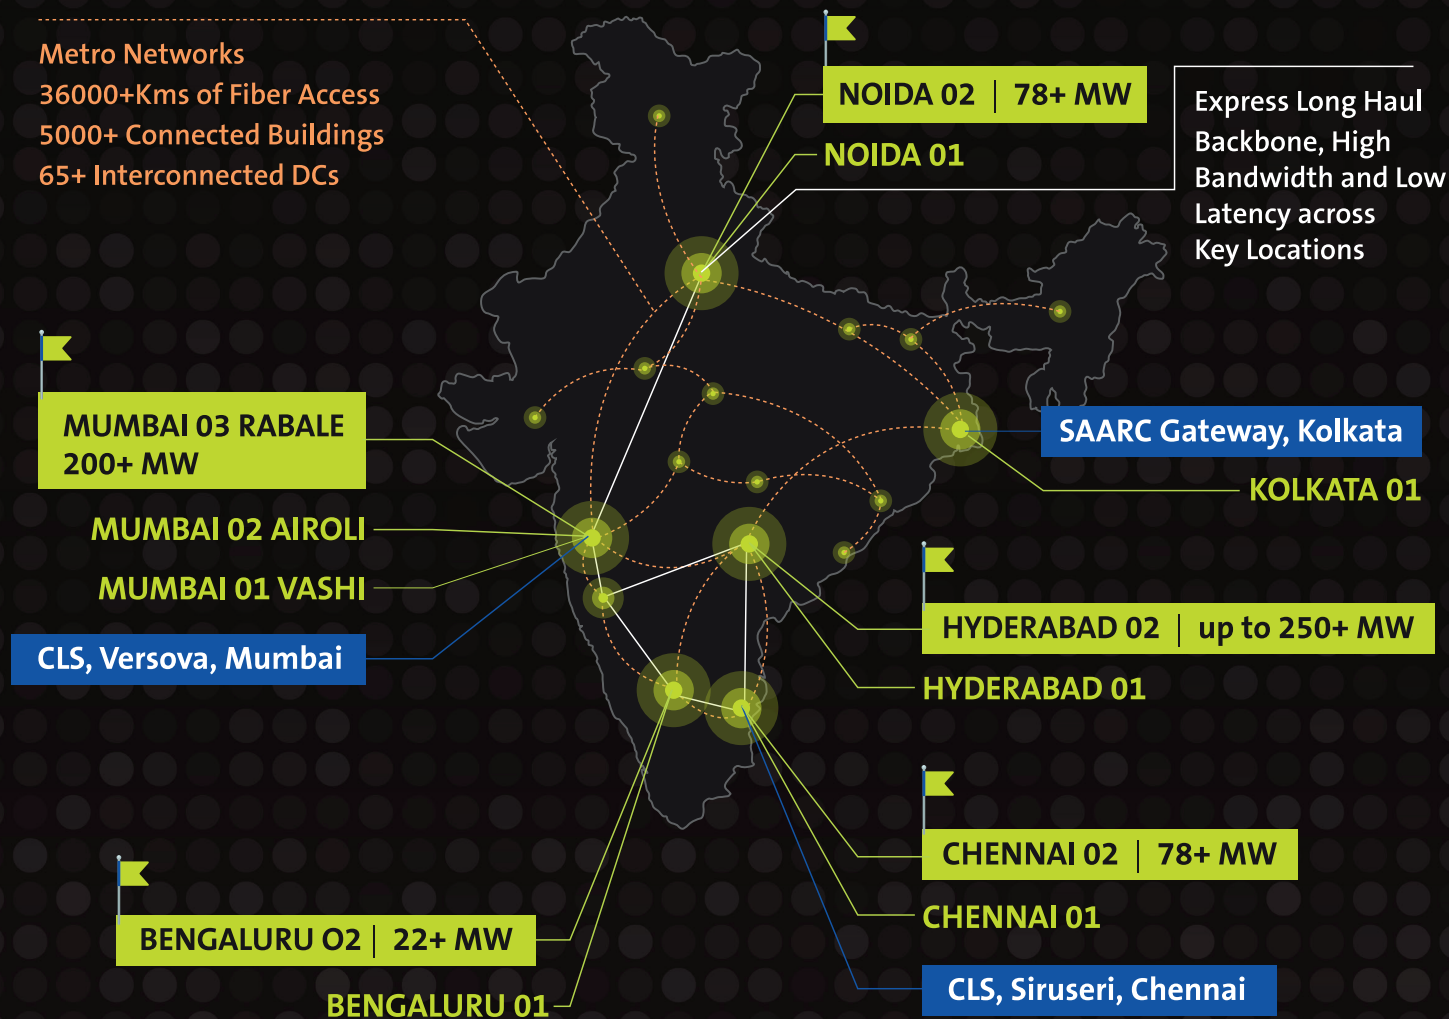 Metro Networks
36000+Kms of Fiber Access
5000+ Connected Buildings
65+ Interconnected DCs
NOIDA 02 | 78+ MW
NOIDA 01
Express Long Haul
Backbone, High
Bandwidth and Low
Latency across
Key Locations
MUMBAI 03 RABALE
200+ MW
MUMBAI 02 AIROLI
MUMBAI 01 VASHI
CLS, Versova, Mumbai
SAARC Gateway, Kolkata
KOLKATA 01
HYDERABAD 02 | up to 250+ MW
HYDERABAD 01
CHENNAI 02 | 78+ MW
CHENNAI 01
CLS, Siruseri, Chennai
BENGALURU O2 | 22+ MW
BENGALURU 01